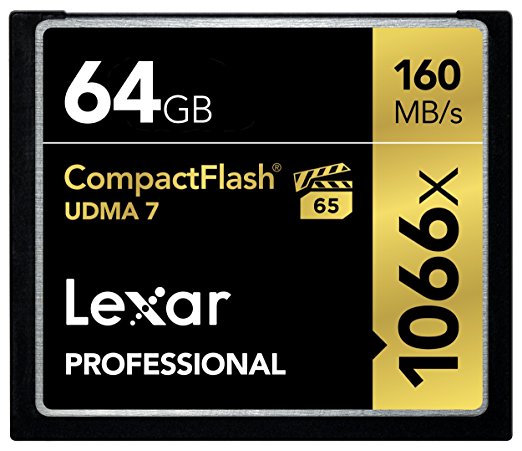 64GB
160
MB/s
CompactFlash®
UDMA 7
65
1066x
Lexar
PROFESSIONAL